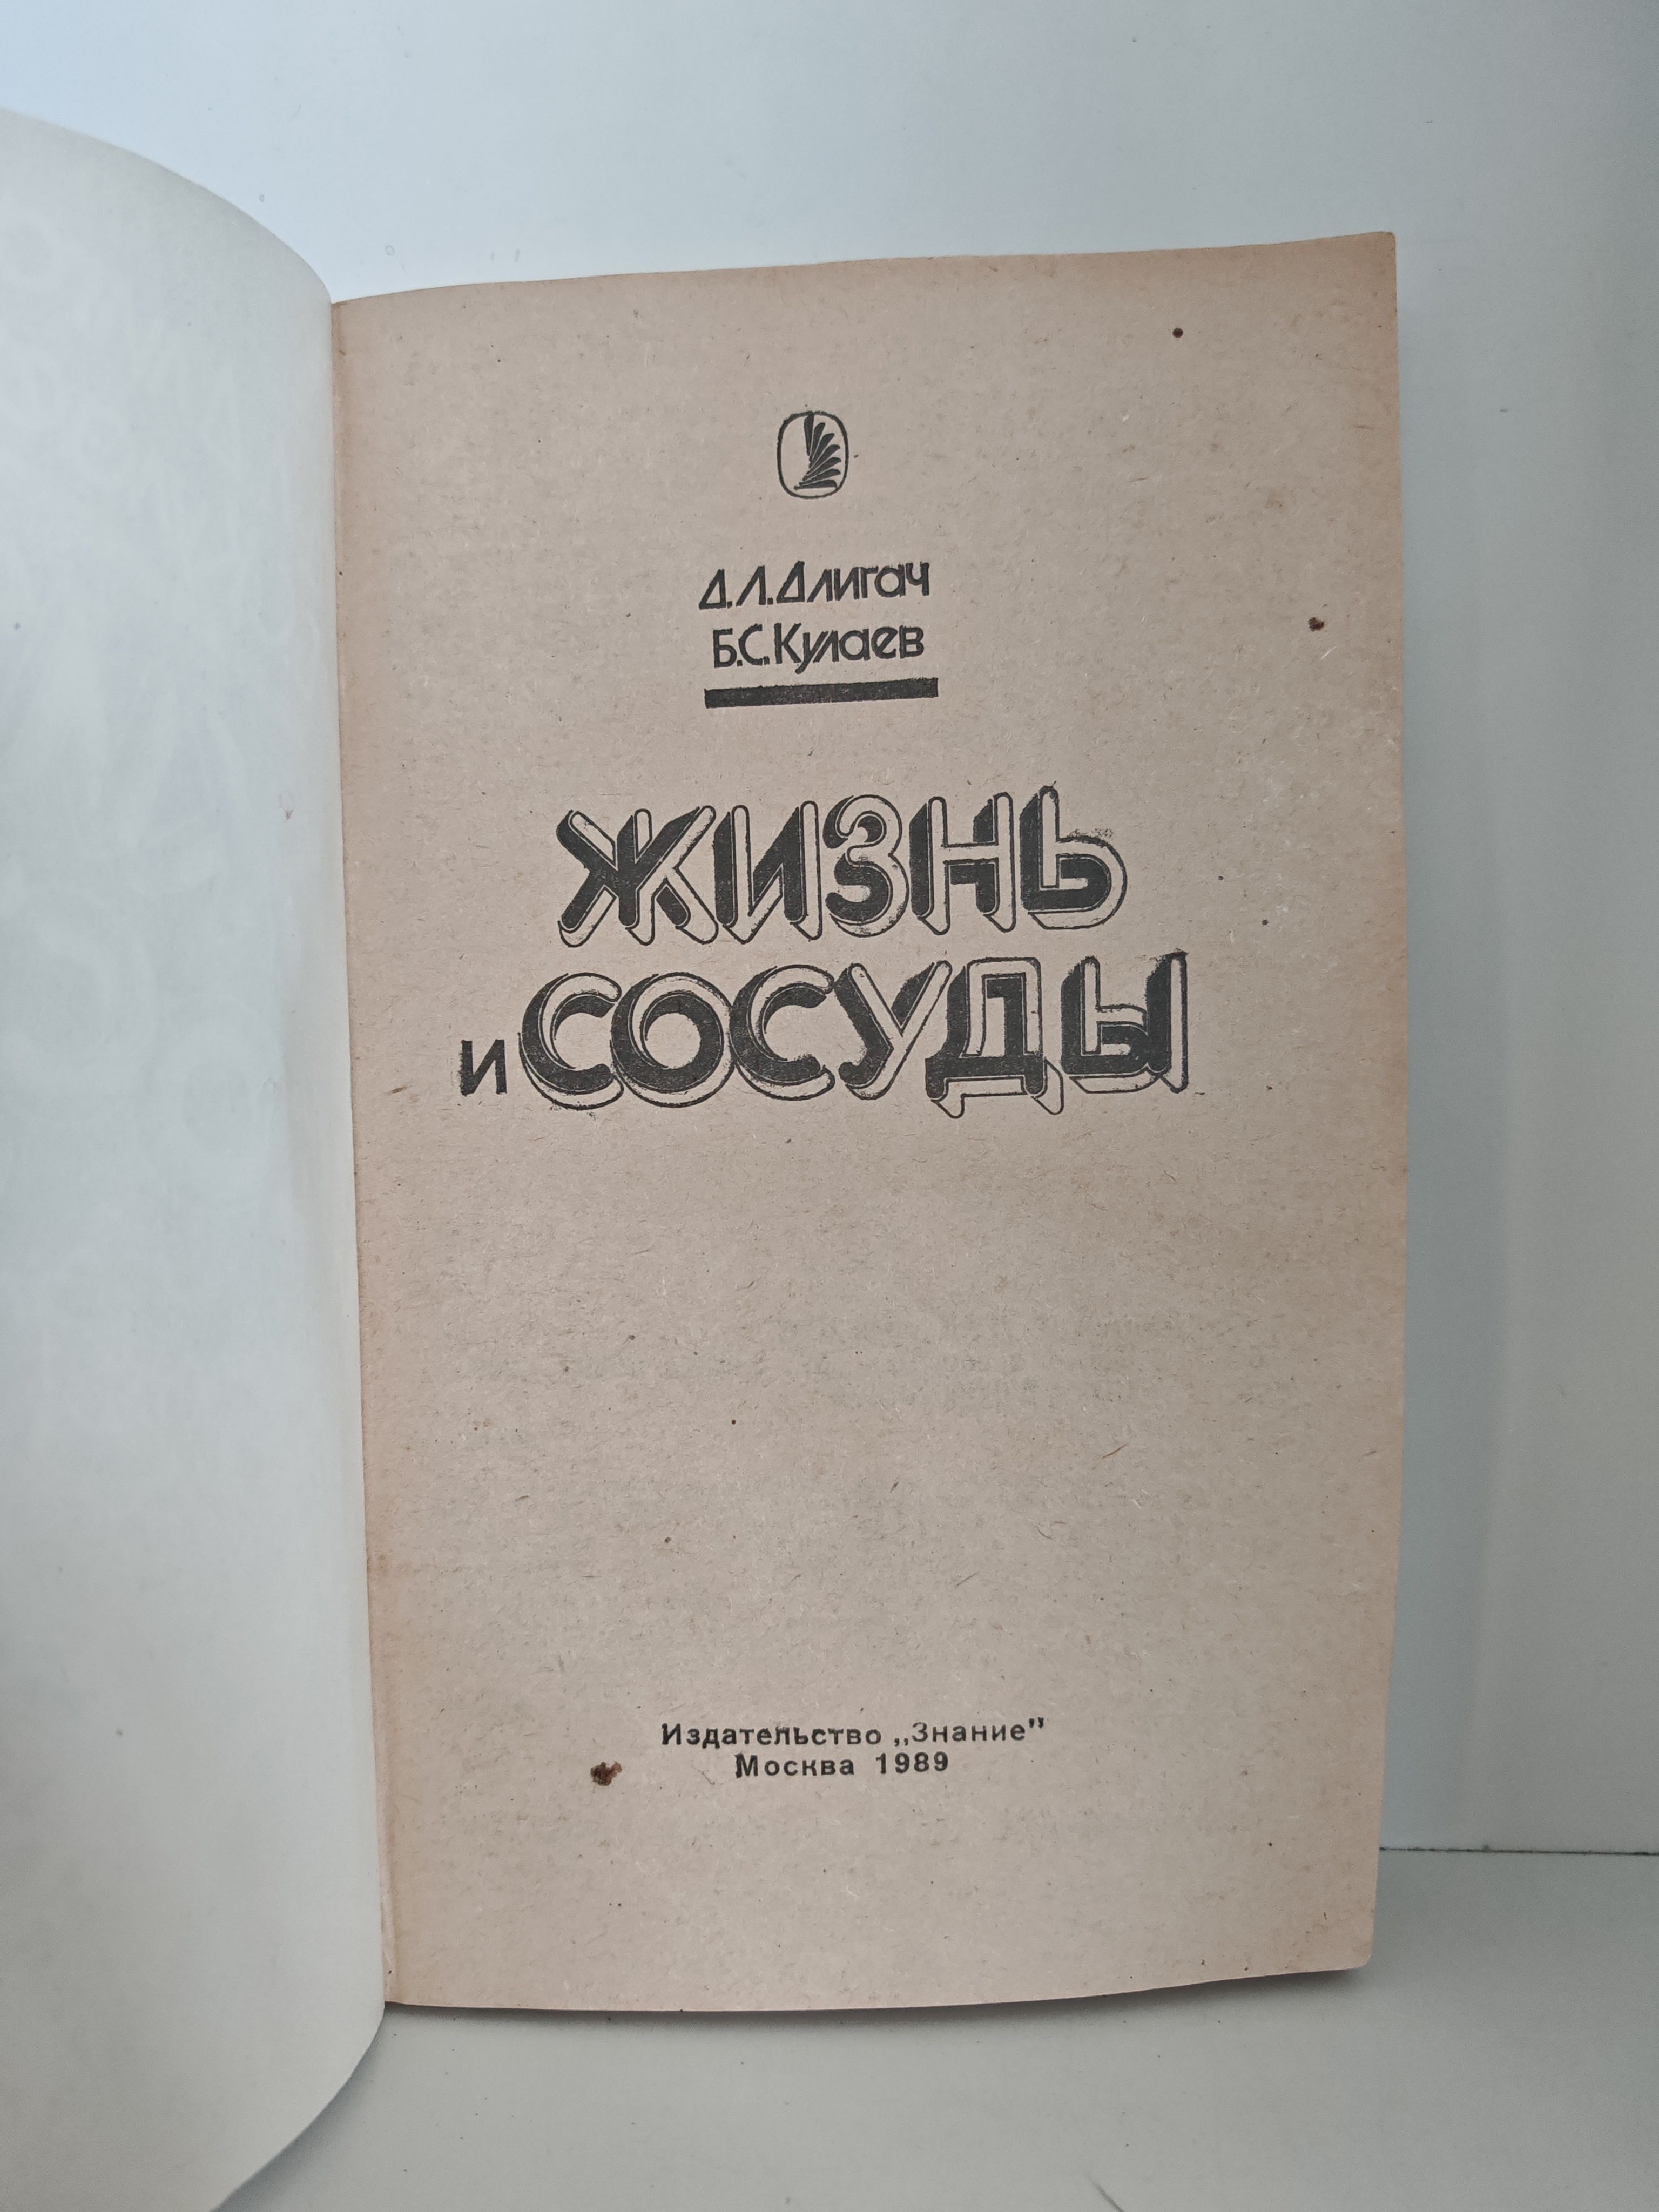 Д.Л.Длигач
Б.С.Кулаев
ЖИЗНЬ
и СОСУДЫ
Издательство „Знание”
Москва 1989